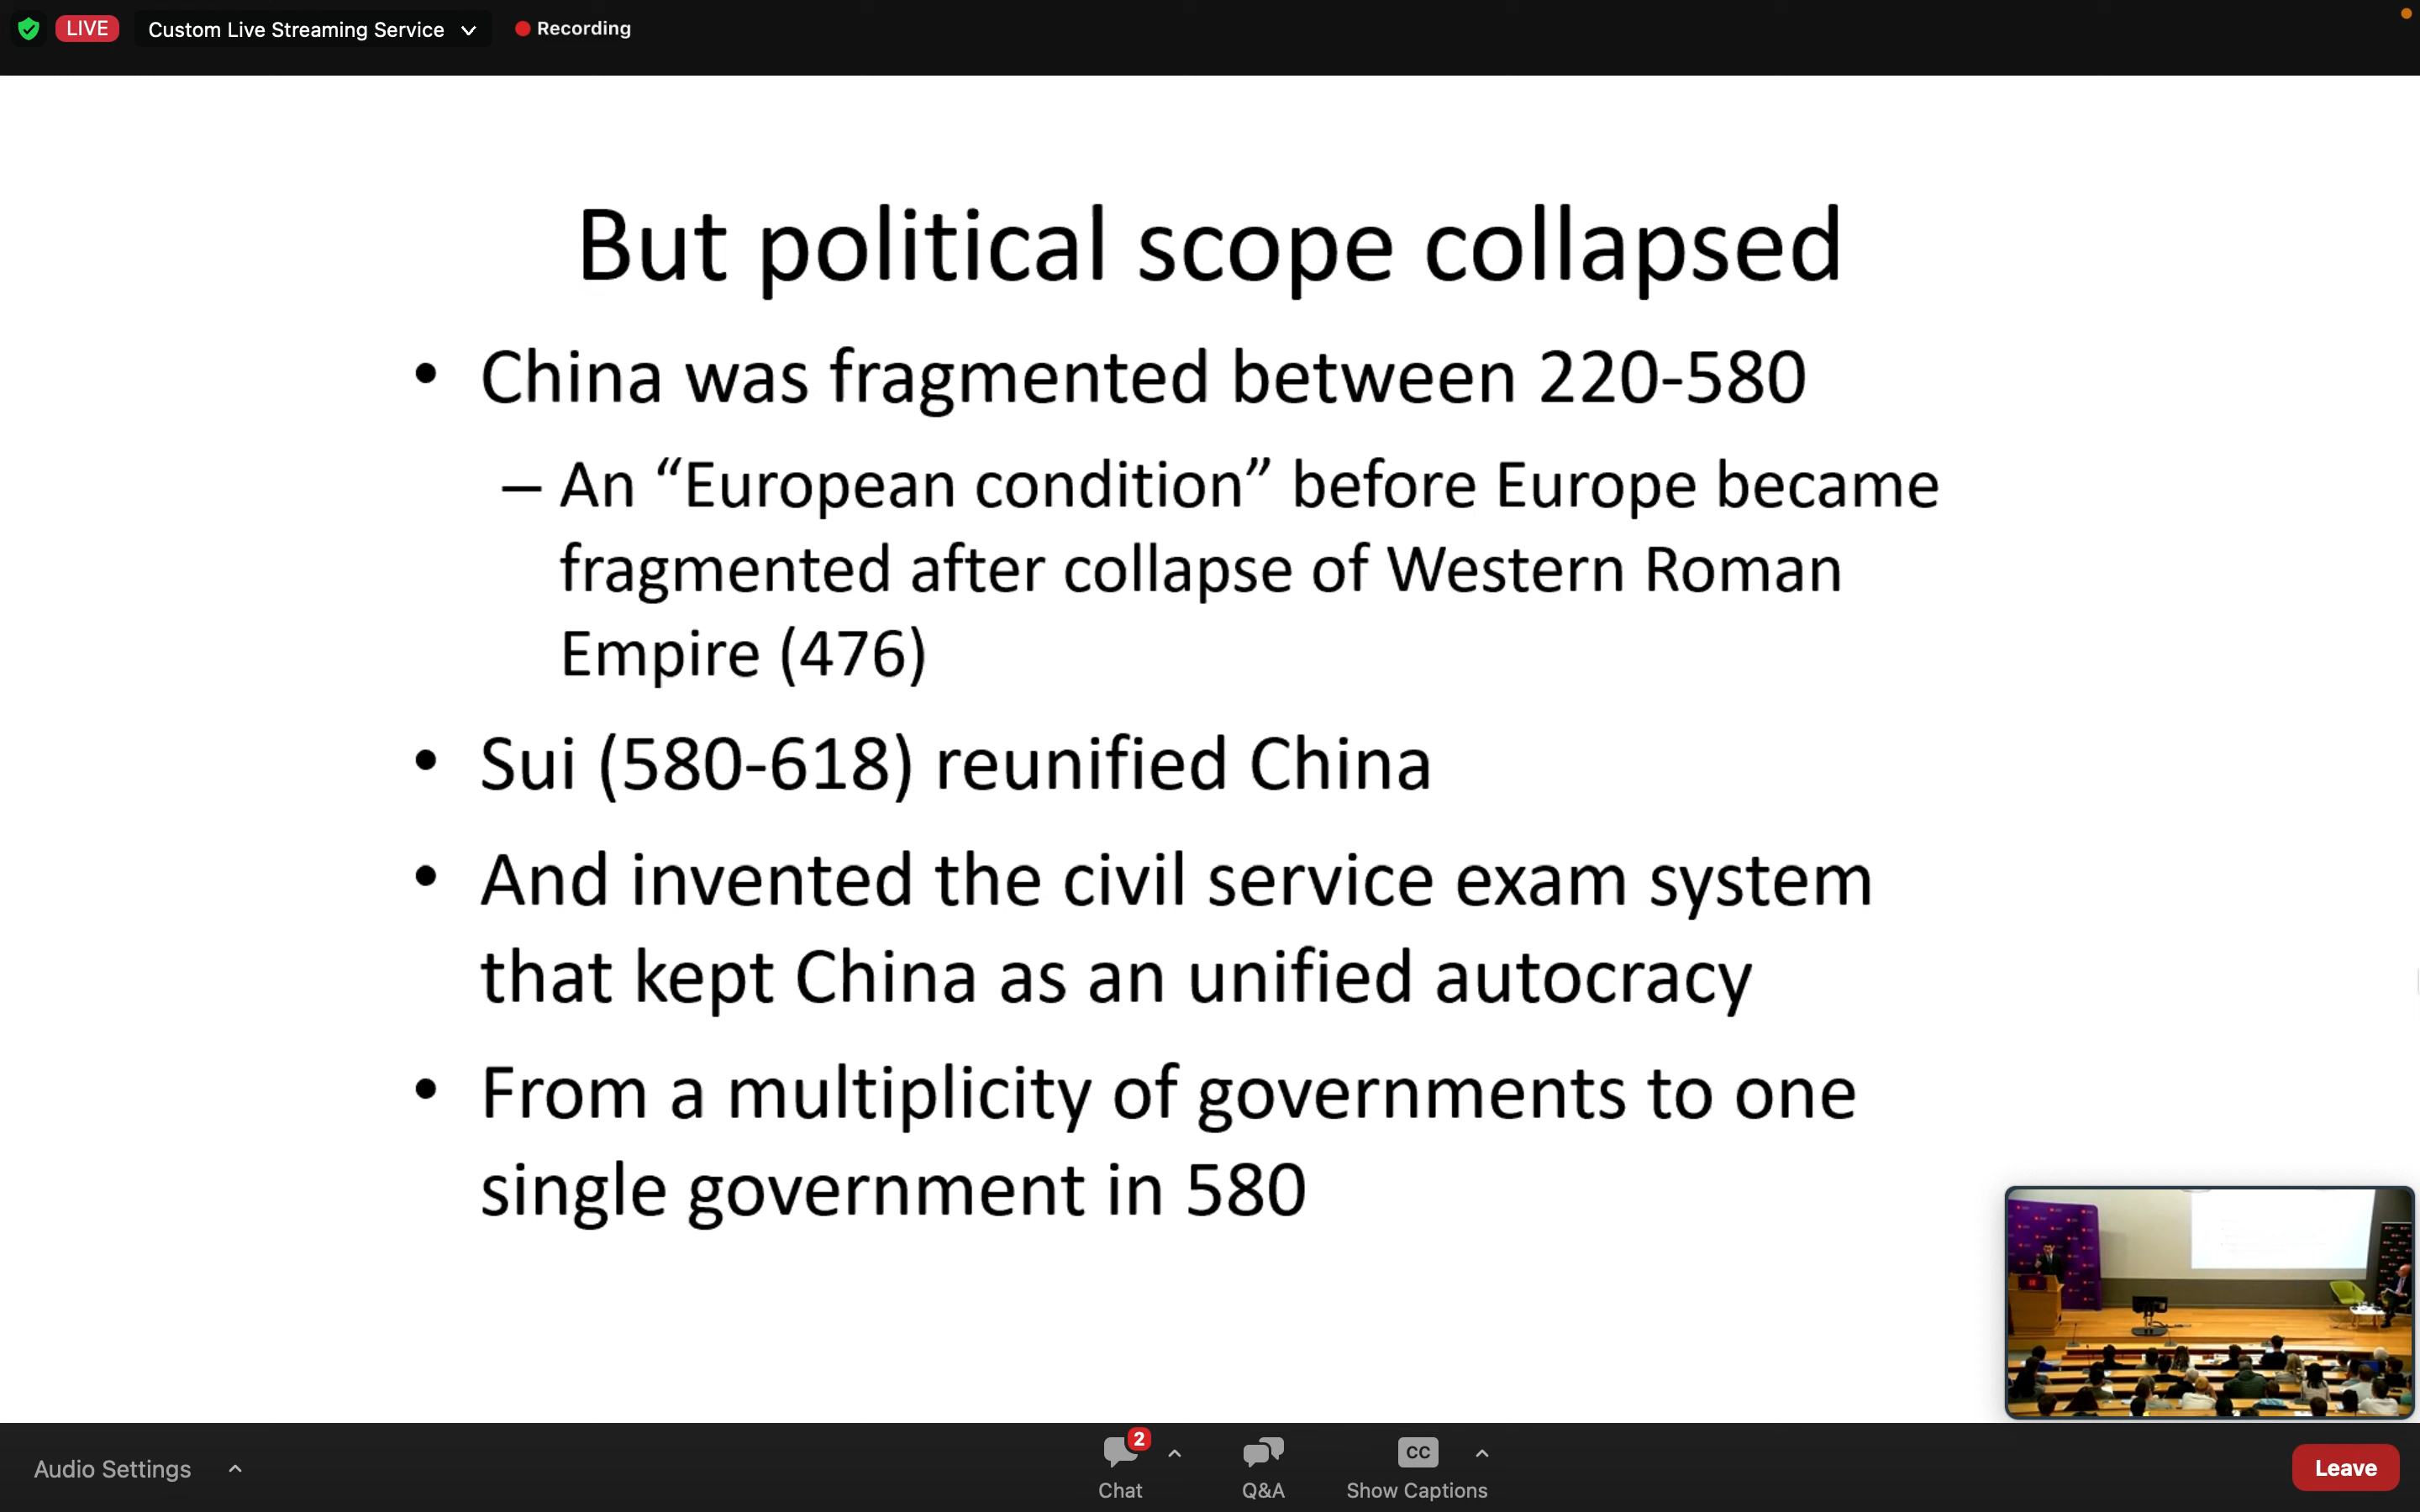 LIVE Custom Live Streaming Service Recording
But political scope collapsed
• China was fragmented between 220-580
– An “European condition” before Europe became
fragmented after collapse of Western Roman
Empire (476)
• Sui (580-618) reunified China
• And invented the civil service exam system
that kept China as an unified autocracy
• From a multiplicity of governments to one
single government in 580
Audio Settings
2
Chat
Q&A
CC
Show Captions
Leave